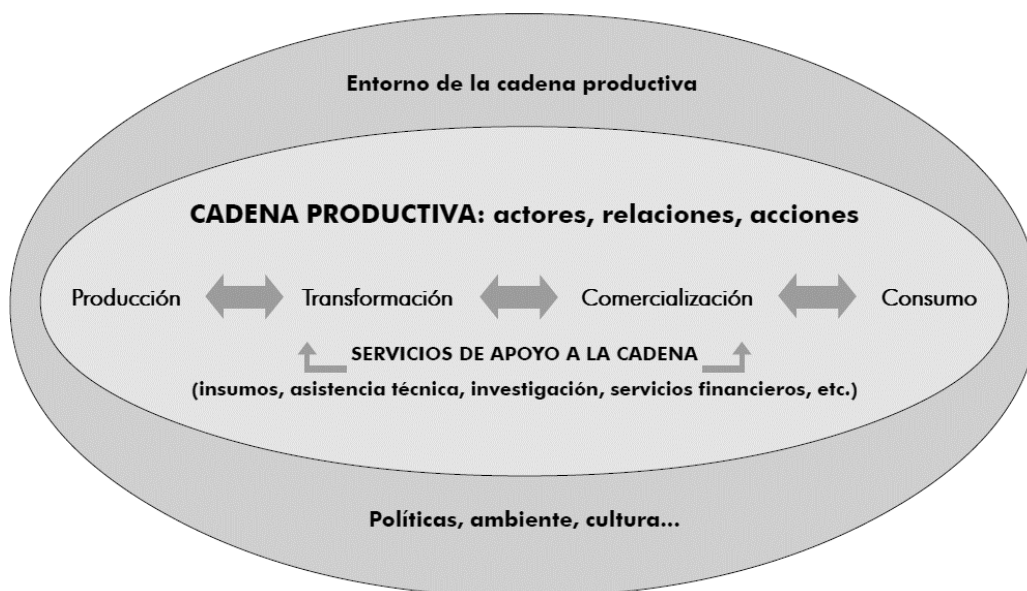 Entorno de la cadena productiva
CADENA PRODUCTIVA: actores, relaciones, acciones
Producción Transformación Comercialización Consumo
SERVICIOS DE APOYO A LA CADENA
(insumos, asistencia técnica, investigación, servicios financieros, etc.)
Políticas, ambiente, cultura...